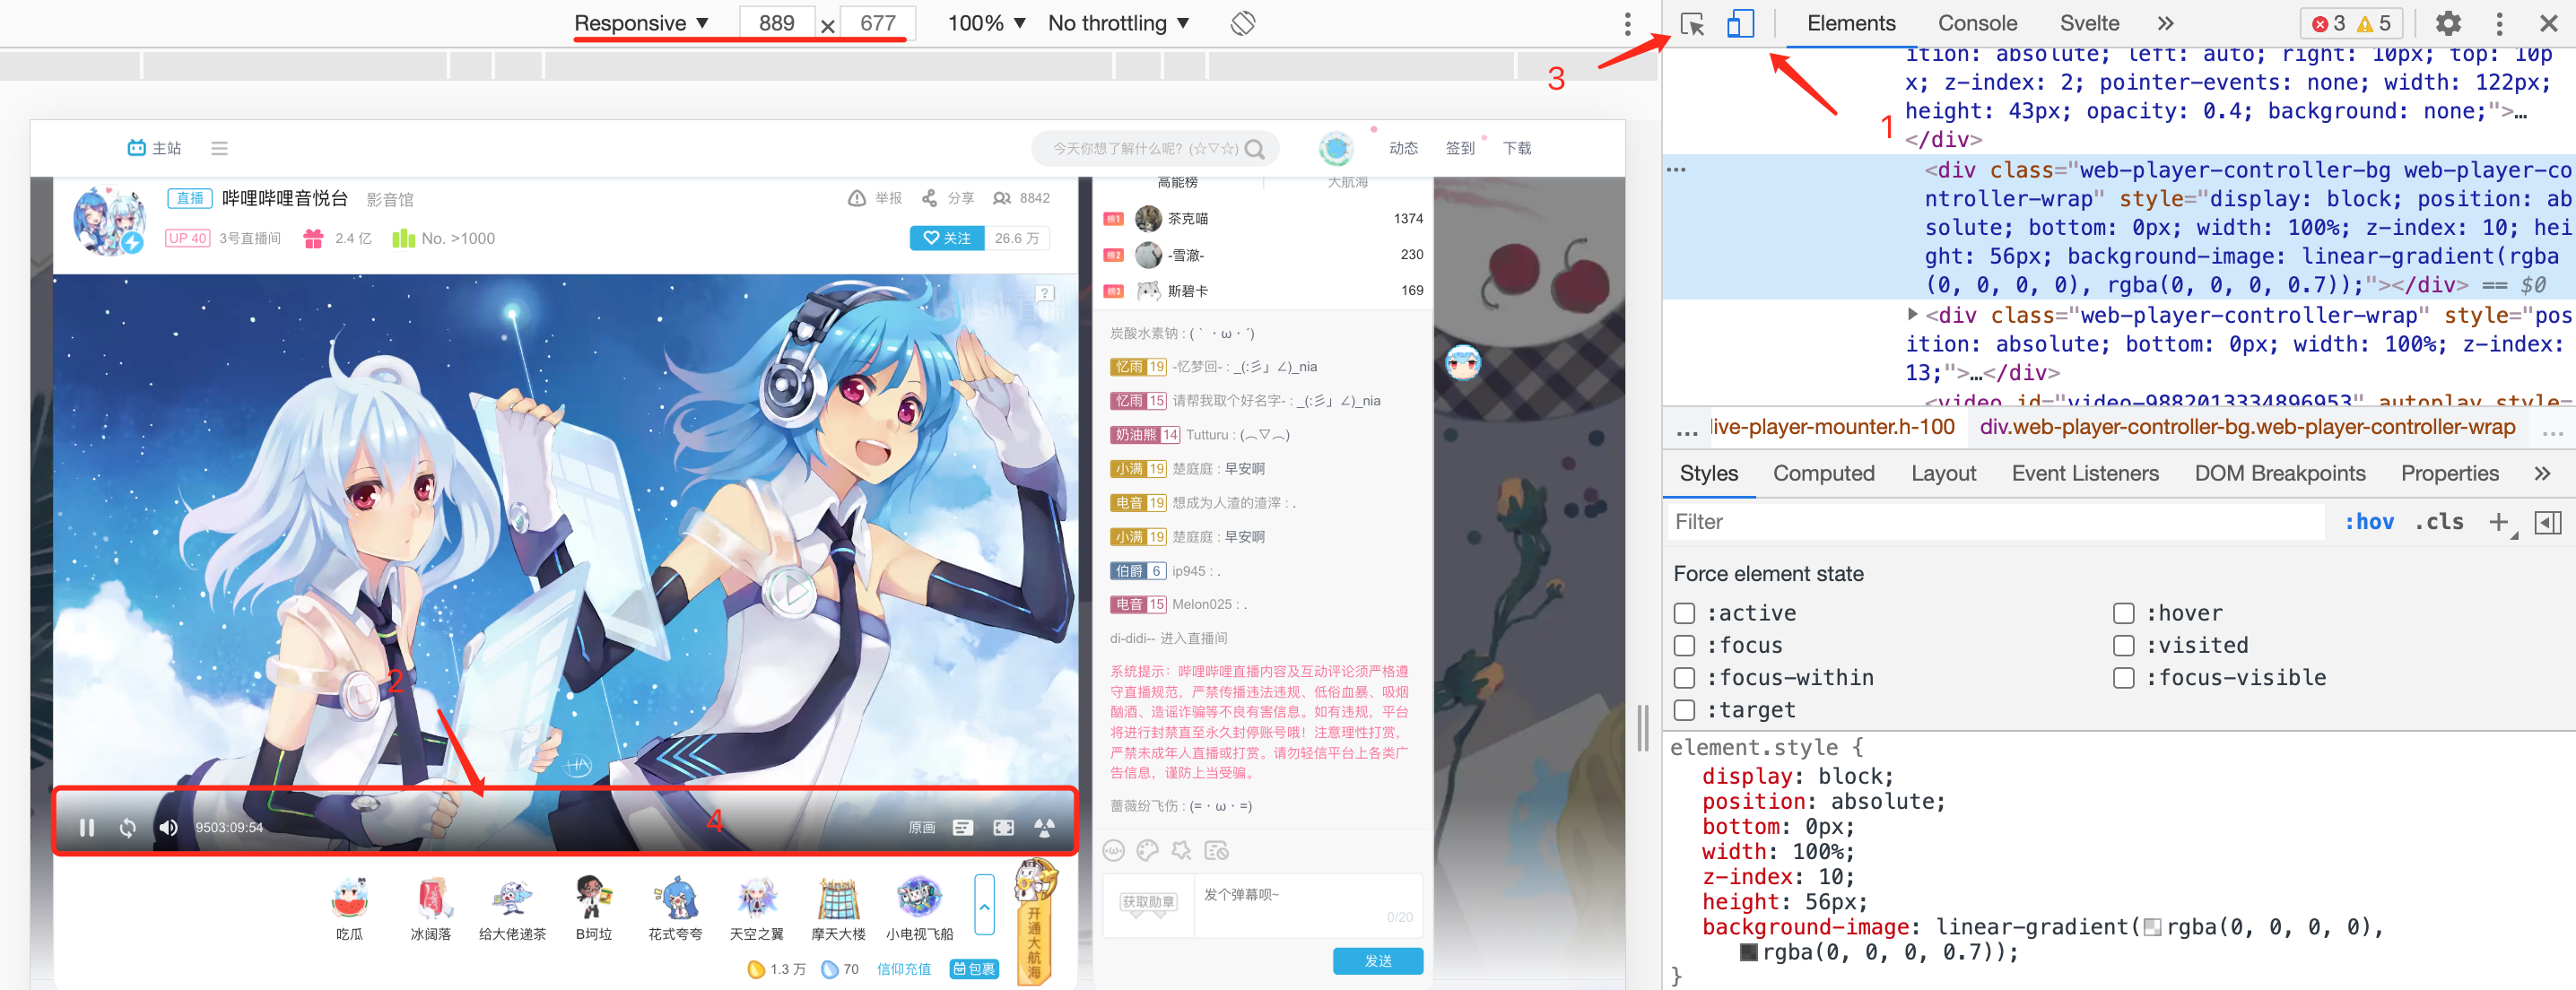 Responsive ▼ 889 × 677 100% ▼ No throttling ▼
3
1
2
4
主站
今天你想了解什么呢？(☆▽☆)
动态 签到 下载
直播 哔哩哔哩音悦台 影音馆
举报 分享 8842
UP 40 3号直播间 2.4 亿 No. >1000
关注 26.6 万
?
9503:09:54 原画
吃瓜 冰阔落 给大佬递茶 B坷垃 花式夸夸 天空之翼 摩天大楼 小电视飞船
开通大航海
1.3 万 70 信仰充值 包裹
高能榜 大航海
榜1 茶克喵 1374
榜2 -雪澈- 230
榜3 斯碧卡 169
炭酸水素钠 : ( ｀・ω・´)
忆雨 19 -忆梦回- : _(:彡」∠)_nia
忆雨 15 请帮我取个好名字- : _(:彡」∠)_nia
奶油熊 14 Tutturu : (︵▽︵)
小满 19 楚庭庭 : 早安啊
电音 19 想成为人渣的渣滓 : .
小满 19 楚庭庭 : 早安啊
伯爵 6 ip945 : .
电音 15 Melon025 : .
di-didi-- 进入直播间
系统提示：哔哩哔哩直播内容及互动评论须严格遵
守直播规范，严禁传播违法违规、低俗血暴、吸烟
酗酒、造谣诈骗等不良有害信息。如有违规，平台
将进行封禁直至永久封停账号哦！注意理性打赏，
严禁未成年人直播或打赏。请勿轻信平台上各类广
告信息，谨防上当受骗。
蔷薇纷飞伤 : (=・ω・=)
获取勋章 发个弹幕呗~
0/20
发送
Elements Console Svelte » 3 5
ition: absolute; left: auto; right: 10px; top: 10p
x; z-index: 2; pointer-events: none; width: 122px;
height: 43px; opacity: 0.4; background: none;">…
</div>
<div class="web-player-controller-bg web-player-co
ntroller-wrap" style="display: block; position: ab
solute; bottom: 0px; width: 100%; z-index: 10; hei
ght: 56px; background-image: linear-gradient(rgba
(0, 0, 0, 0), rgba(0, 0, 0, 0.7));"></div> == $0
<div class="web-player-controller-wrap" style="pos
ition: absolute; bottom: 0px; width: 100%; z-index:
13;">…</div>
<video id="video-9882013334896953" autoplay style=
… live-player-mounter.h-100 div.web-player-controller-bg.web-player-controller-wrap …
Styles Computed Layout Event Listeners DOM Breakpoints Properties »
Filter :hov .cls +
Force element state
:active :hover
:focus :visited
:focus-within :focus-visible
:target
element.style {
display: block;
position: absolute;
bottom: 0px;
width: 100%;
z-index: 10;
height: 56px;
background-image: linear-gradient(rgba(0, 0, 0, 0),
rgba(0, 0, 0, 0.7));
}